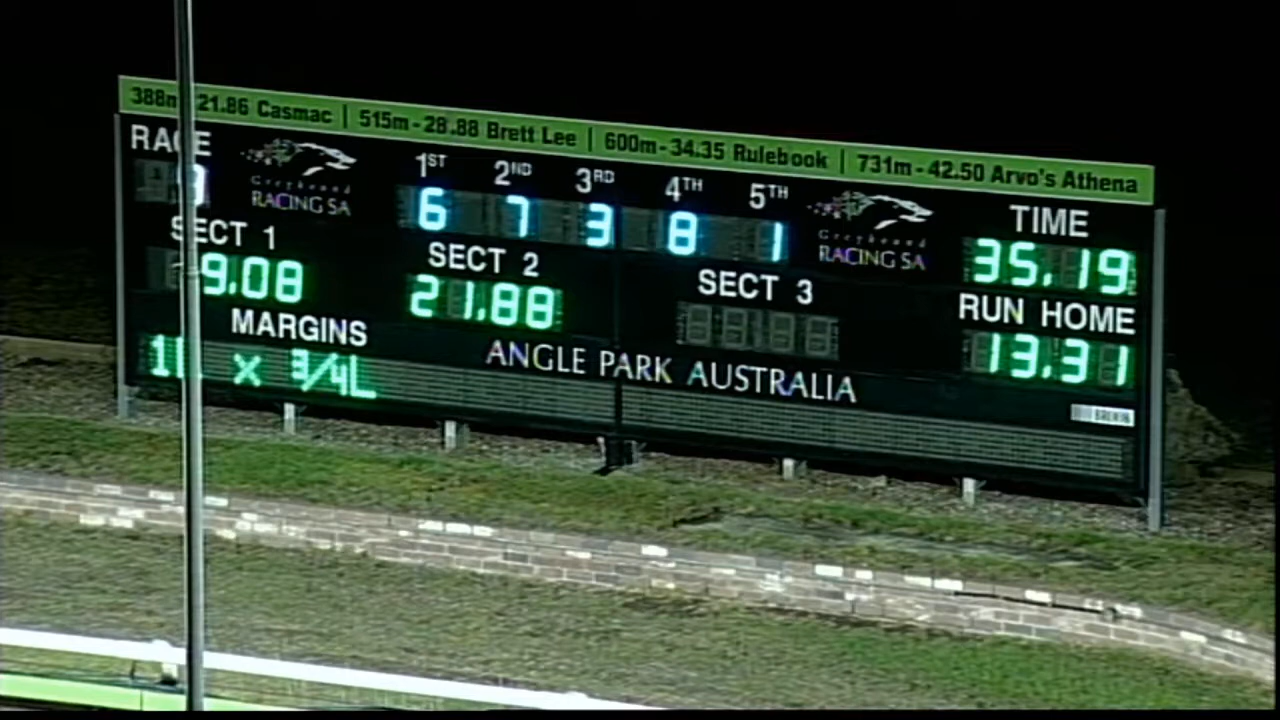 388m-21.86 Casmac | 515m-28.88 Brett Lee | 600m-34.35 Rulebook | 731m-42.50 Arvo's Athena
RACE
1ST 2ND 3RD 4TH 5TH
6 7 3 8 1
Greyhound
RACING SA
Greyhound
RACING SA
TIME
35.19
SECT 1
9.08
SECT 2
21.88
SECT 3
RUN HOME
13.31
MARGINS
x 3/4L
ANGLE PARK AUSTRALIA